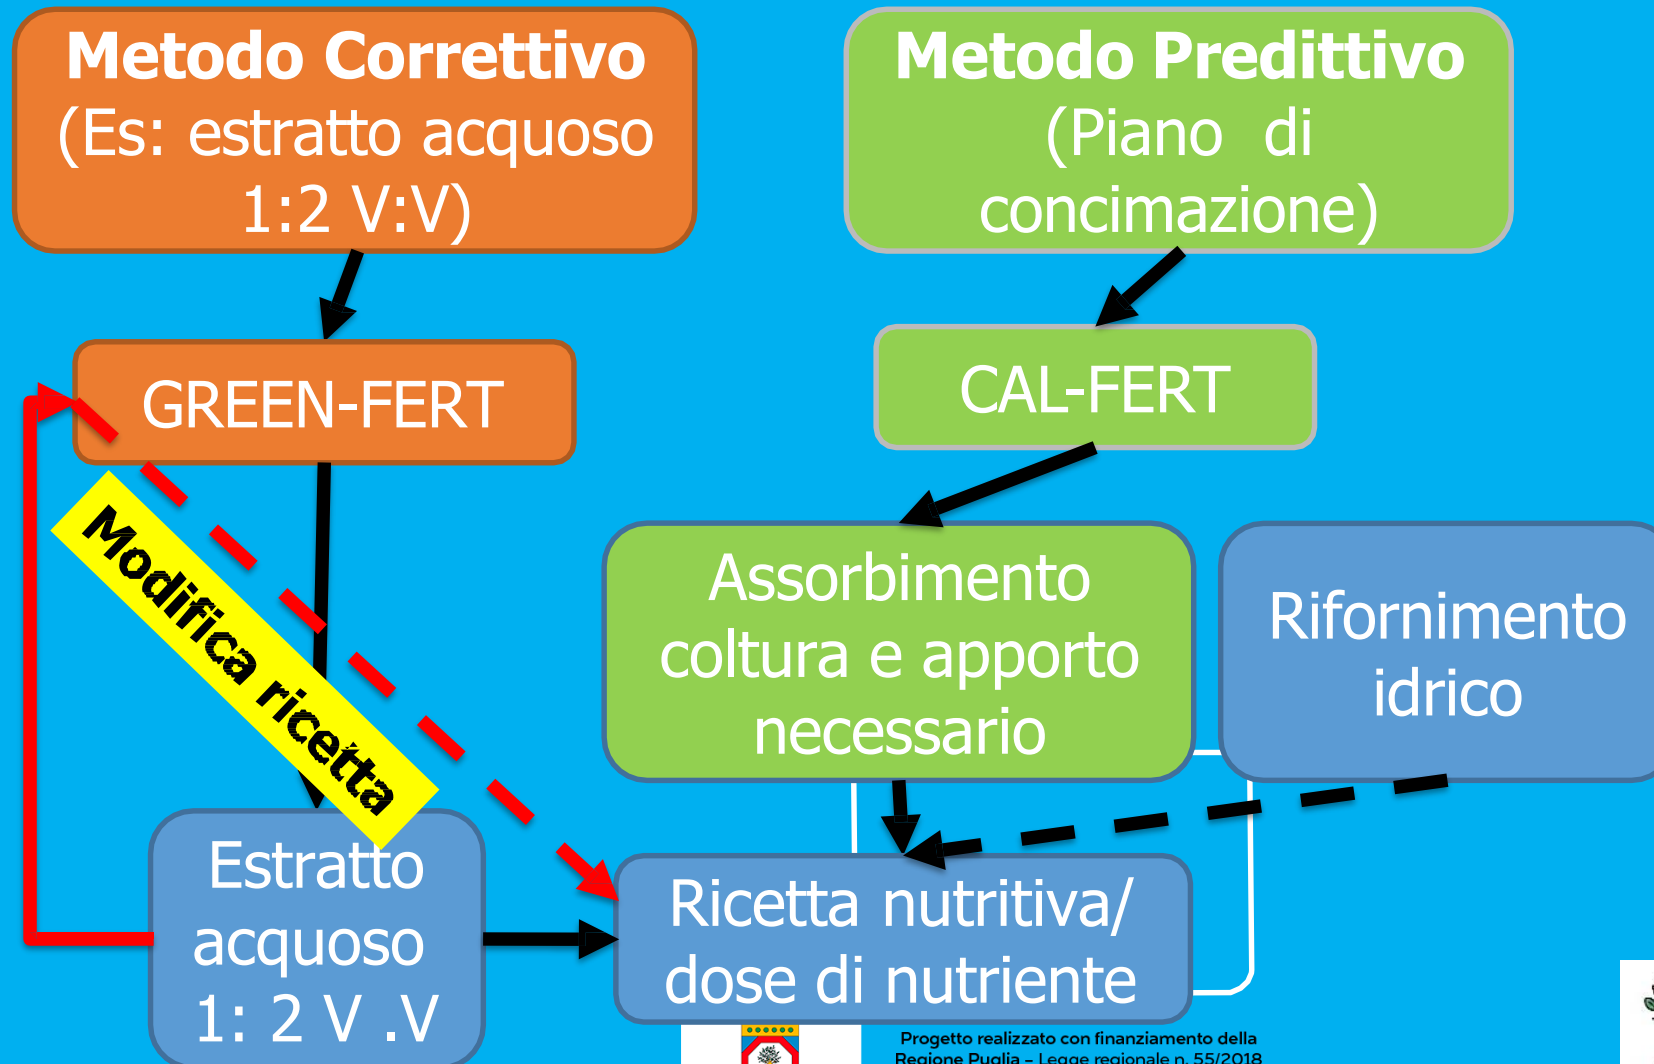 Metodo Correttivo
(Es: estratto acquoso
1:2 V:V)
Metodo Predittivo
(Piano di
concimazione)
GREEN-FERT
CAL-FERT
Modifica ricetta
Assorbimento
coltura e apporto
necessario
Rifornimento
idrico
Estratto
acquoso
1: 2 V .V
Ricetta nutritiva/
dose di nutriente
Progetto realizzato con finanziamento della
Regione Puglia – Legge regionale n. 55/2018